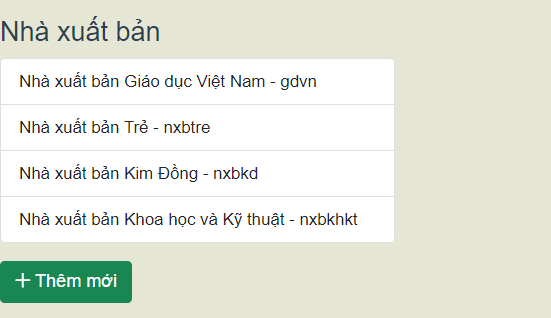 Nhà xuất bản
Nhà xuất bản Giáo dục Việt Nam - gdvn
Nhà xuất bản Trẻ - nxbtre
Nhà xuất bản Kim Đồng - nxbkd
Nhà xuất bản Khoa học và Kỹ thuật - nxbkhkt
+ Thêm mới